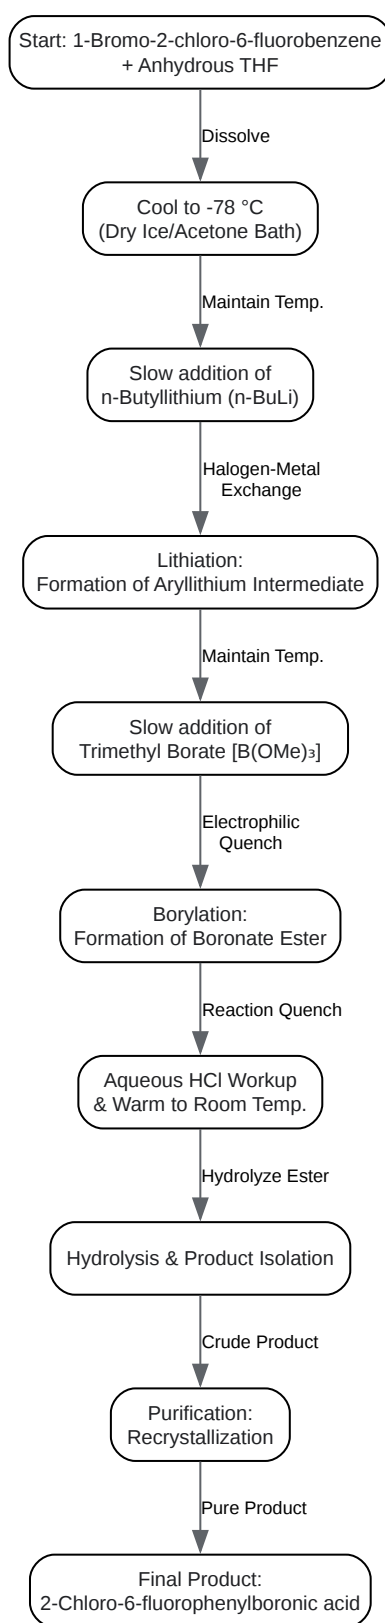 Start: 1-Bromo-2-chloro-6-fluorobenzene
+ Anhydrous THF
Dissolve
Cool to -78 °C
(Dry Ice/Acetone Bath)
Maintain Temp.
Slow addition of
n-Butyllithium (n-BuLi)
Halogen-Metal
Exchange
Lithiation:
Formation of Aryllithium Intermediate
Maintain Temp.
Slow addition of
Trimethyl Borate [B(OMe)₃]
Electrophilic
Quench
Borylation:
Formation of Boronate Ester
Reaction Quench
Aqueous HCl Workup
& Warm to Room Temp.
Hydrolyze Ester
Hydrolysis & Product Isolation
Crude Product
Purification:
Recrystallization
Pure Product
Final Product:
2-Chloro-6-fluorophenylboronic acid